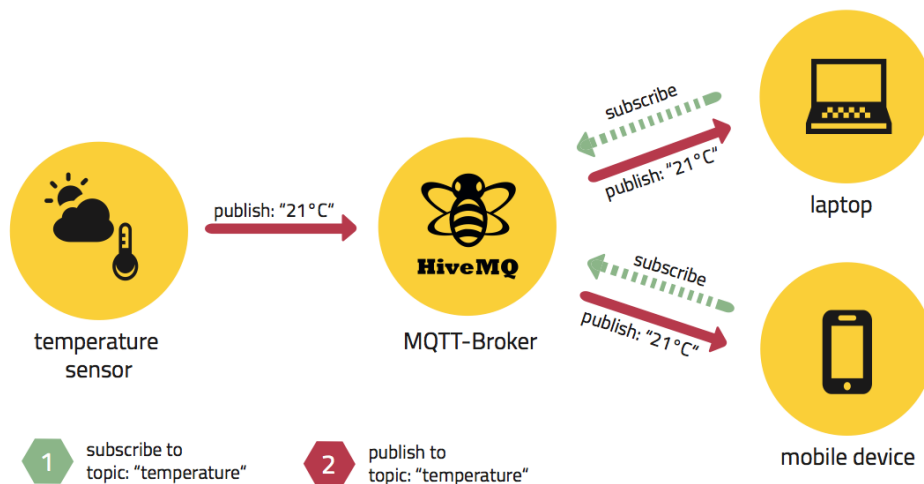 subscribe
publish: “21°C“
laptop
publish: “21°C“
HiveMQ
temperature
sensor
MQTT-Broker
subscribe
publish: “21°C“
mobile device
1
subscribe to
topic: “temperature“
2
publish to
topic: “temperature“